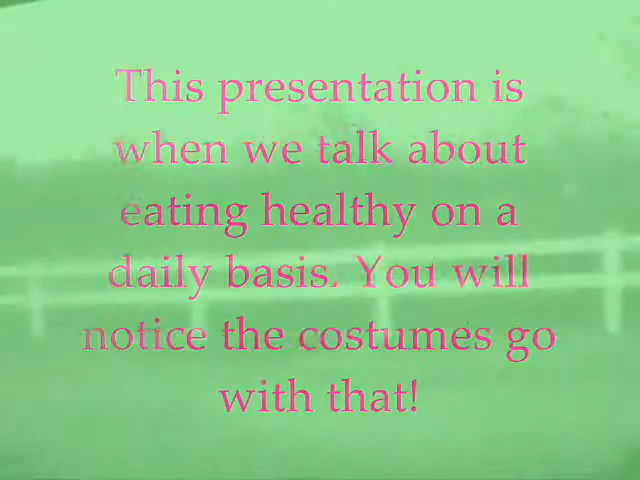 This presentation is
when we talk about
eating healthy on a
daily basis. You will
notice the costumes go
with that!